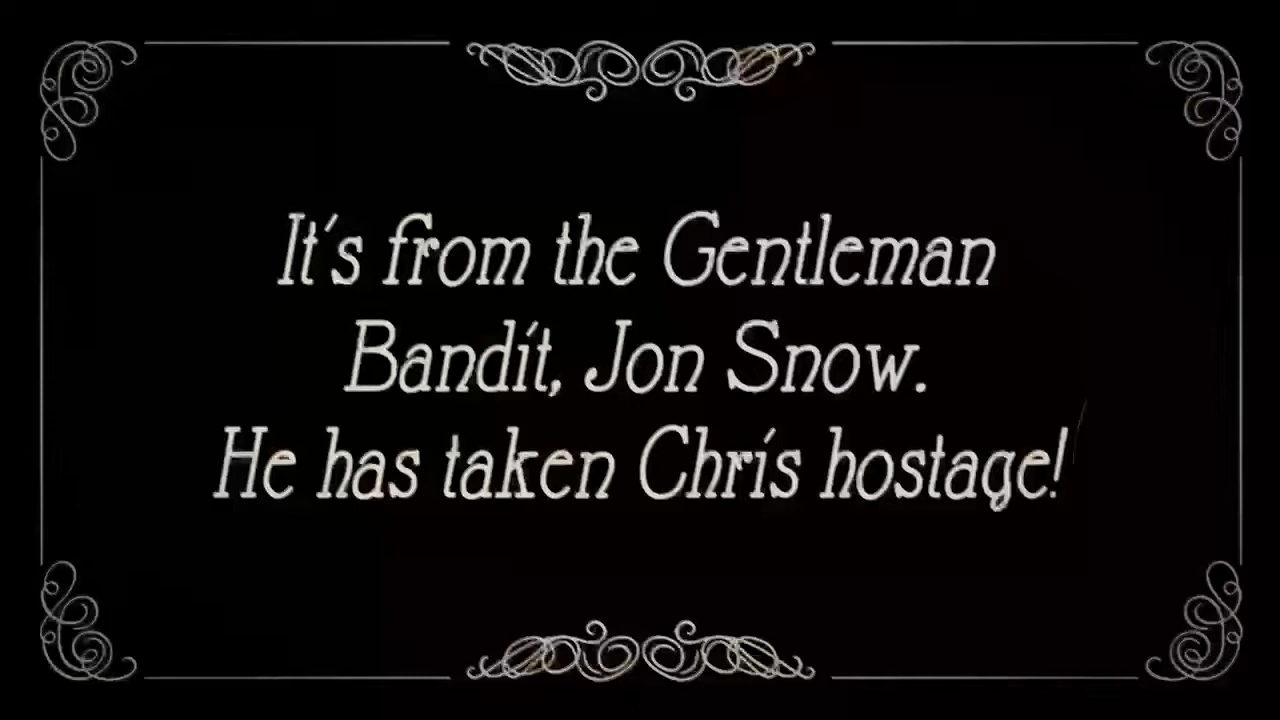 It's from the Gentleman
Bandit, Jon Snow.
He has taken Chris hostage!